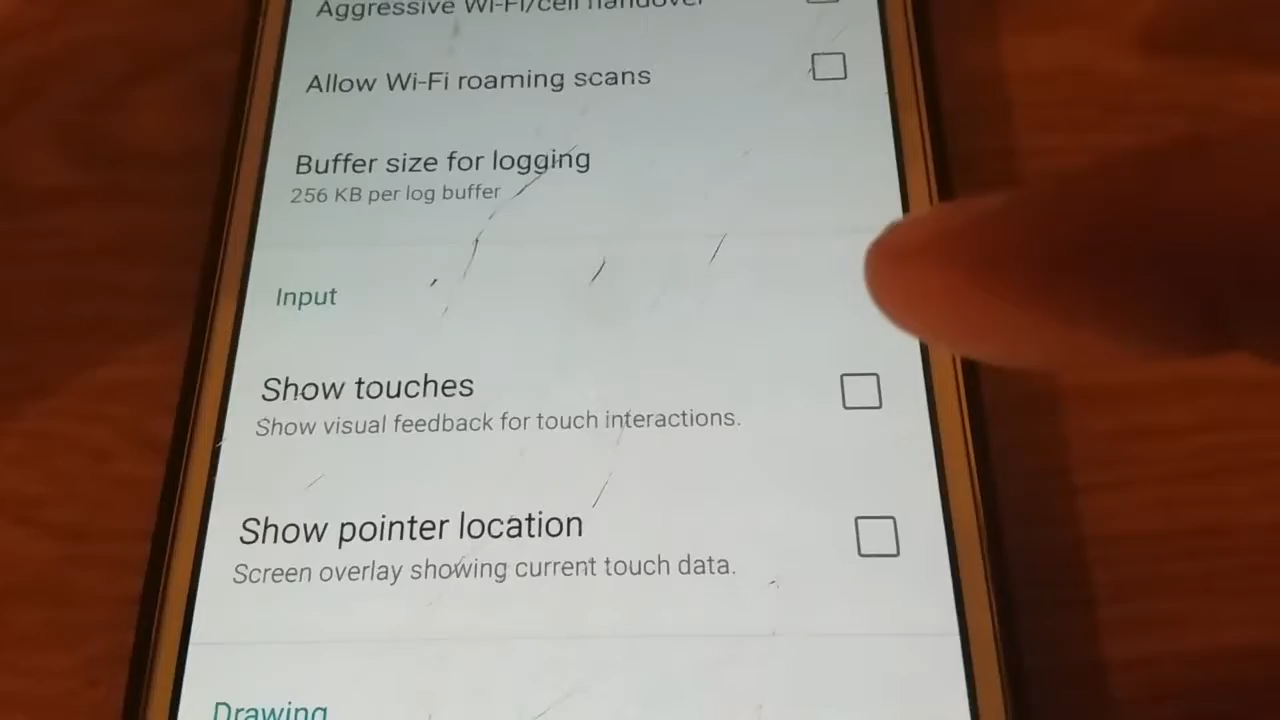 Aggressive Wi-Fi/cell handover
Allow Wi-Fi roaming scans
Buffer size for logging
256 KB per log buffer
Input
Show touches
Show visual feedback for touch interactions.
Show pointer location
Screen overlay showing current touch data.
Drawing